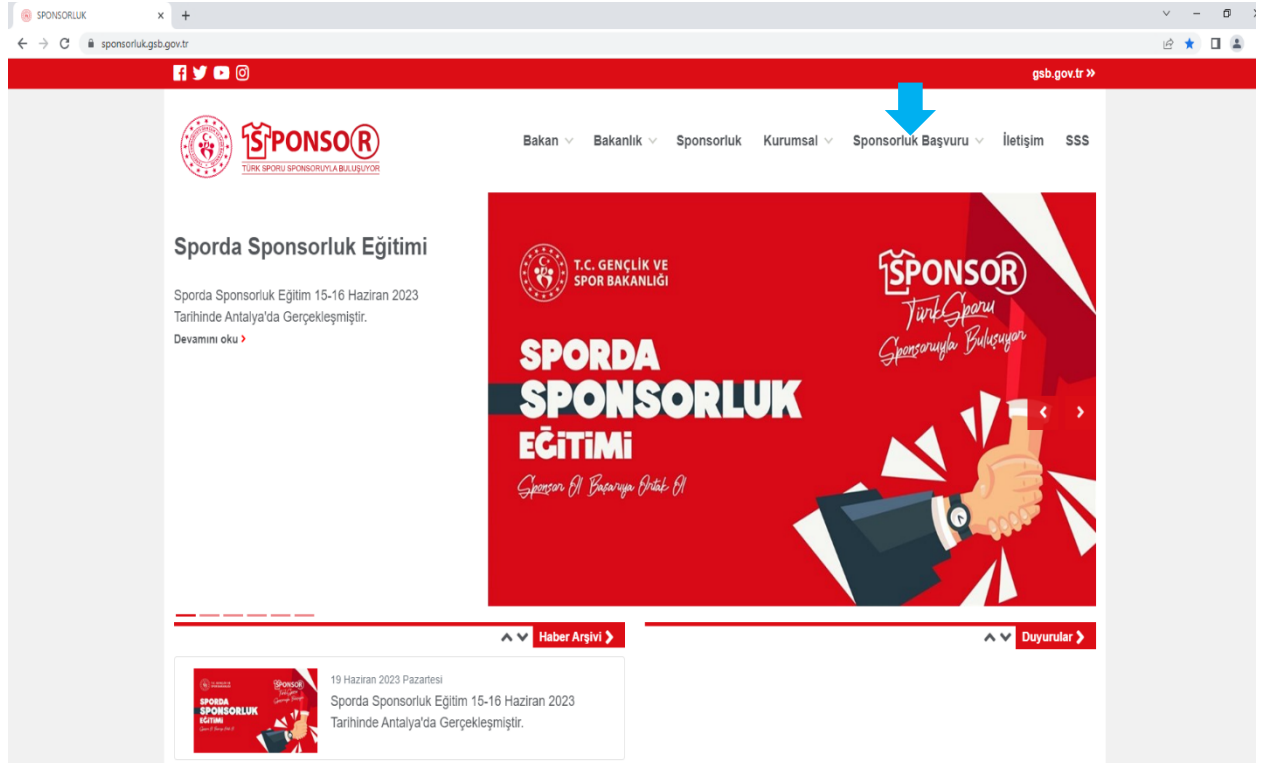 SPONSORLUK
sponsorluk.gsb.gov.tr
gsb.gov.tr »
SPONSOR
TÜRK SPORU SPONSORUYLA BULUŞUYOR
Bakan Bakanlık Sponsorluk Kurumsal Sponsorluk Başvuru İletişim SSS
Sporda Sponsorluk Eğitimi
Sporda Sponsorluk Eğitim 15-16 Haziran 2023
Tarihinde Antalya'da Gerçekleşmiştir.
Devamını oku >
T.C. GENÇLİK VE
SPOR BAKANLIĞI
SPONSOR
Türk Sporu
Sponsoruyla Buluşuyor
SPORDA
SPONSORLUK
EĞİTİMİ
Sponsor Ol Başarıya Ortak Ol
Haber Arşivi
Duyurular
19 Haziran 2023 Pazartesi
Sporda Sponsorluk Eğitim 15-16 Haziran 2023
Tarihinde Antalya'da Gerçekleşmiştir.
SPONSOR
SPORDA
SPONSORLUK
EĞİTİMİ